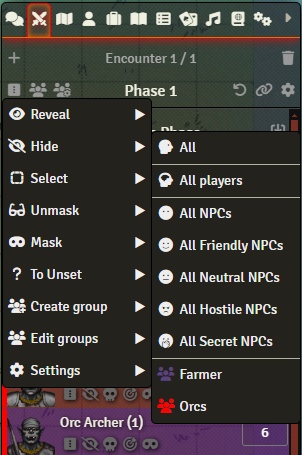 Encounter 1 / 1
Phase 1
Phase
Reveal
Hide
Select
Unmask
Mask
To Unset
Create group
Edit groups
Settings
All
All players
All NPCs
All Friendly NPCs
All Neutral NPCs
All Hostile NPCs
All Secret NPCs
Farmer
Orcs
Orc Archer (1)
6